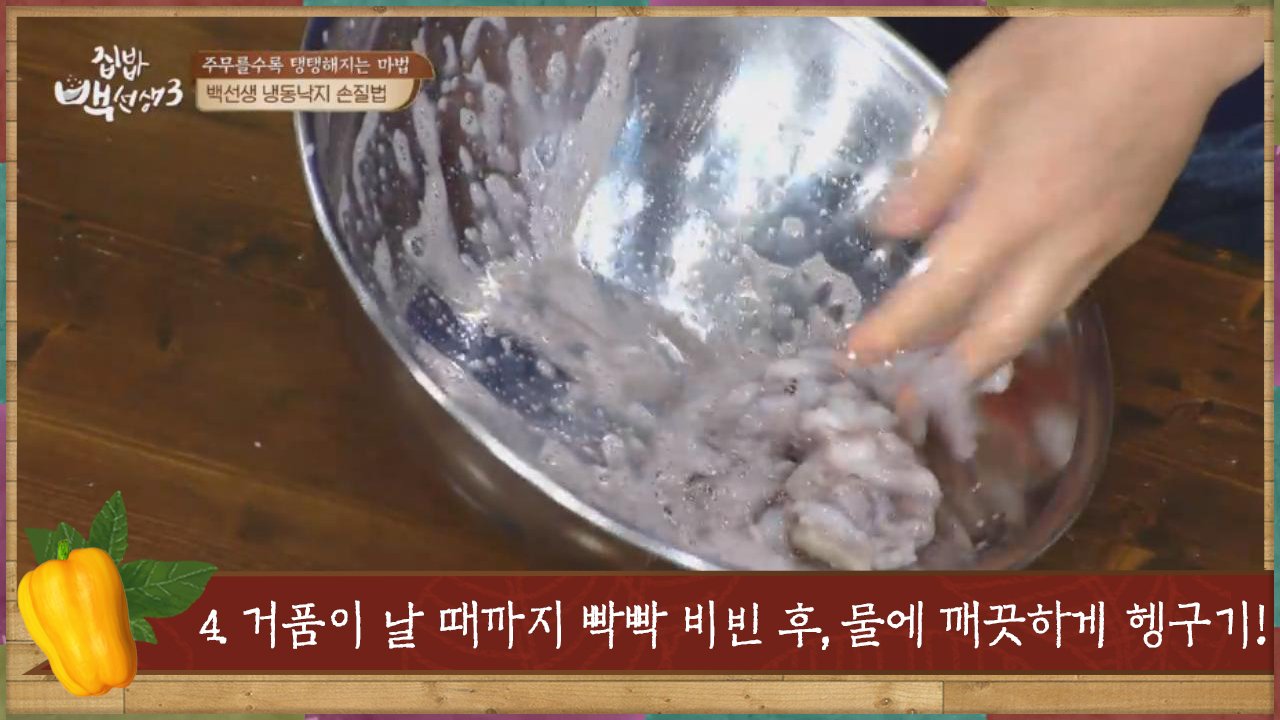 집밥
백선생3
주무를수록 탱탱해지는 마법
백선생 냉동낙지 손질법
4. 거품이 날 때까지 빡빡 비빈 후, 물에 깨끗하게 헹구기!